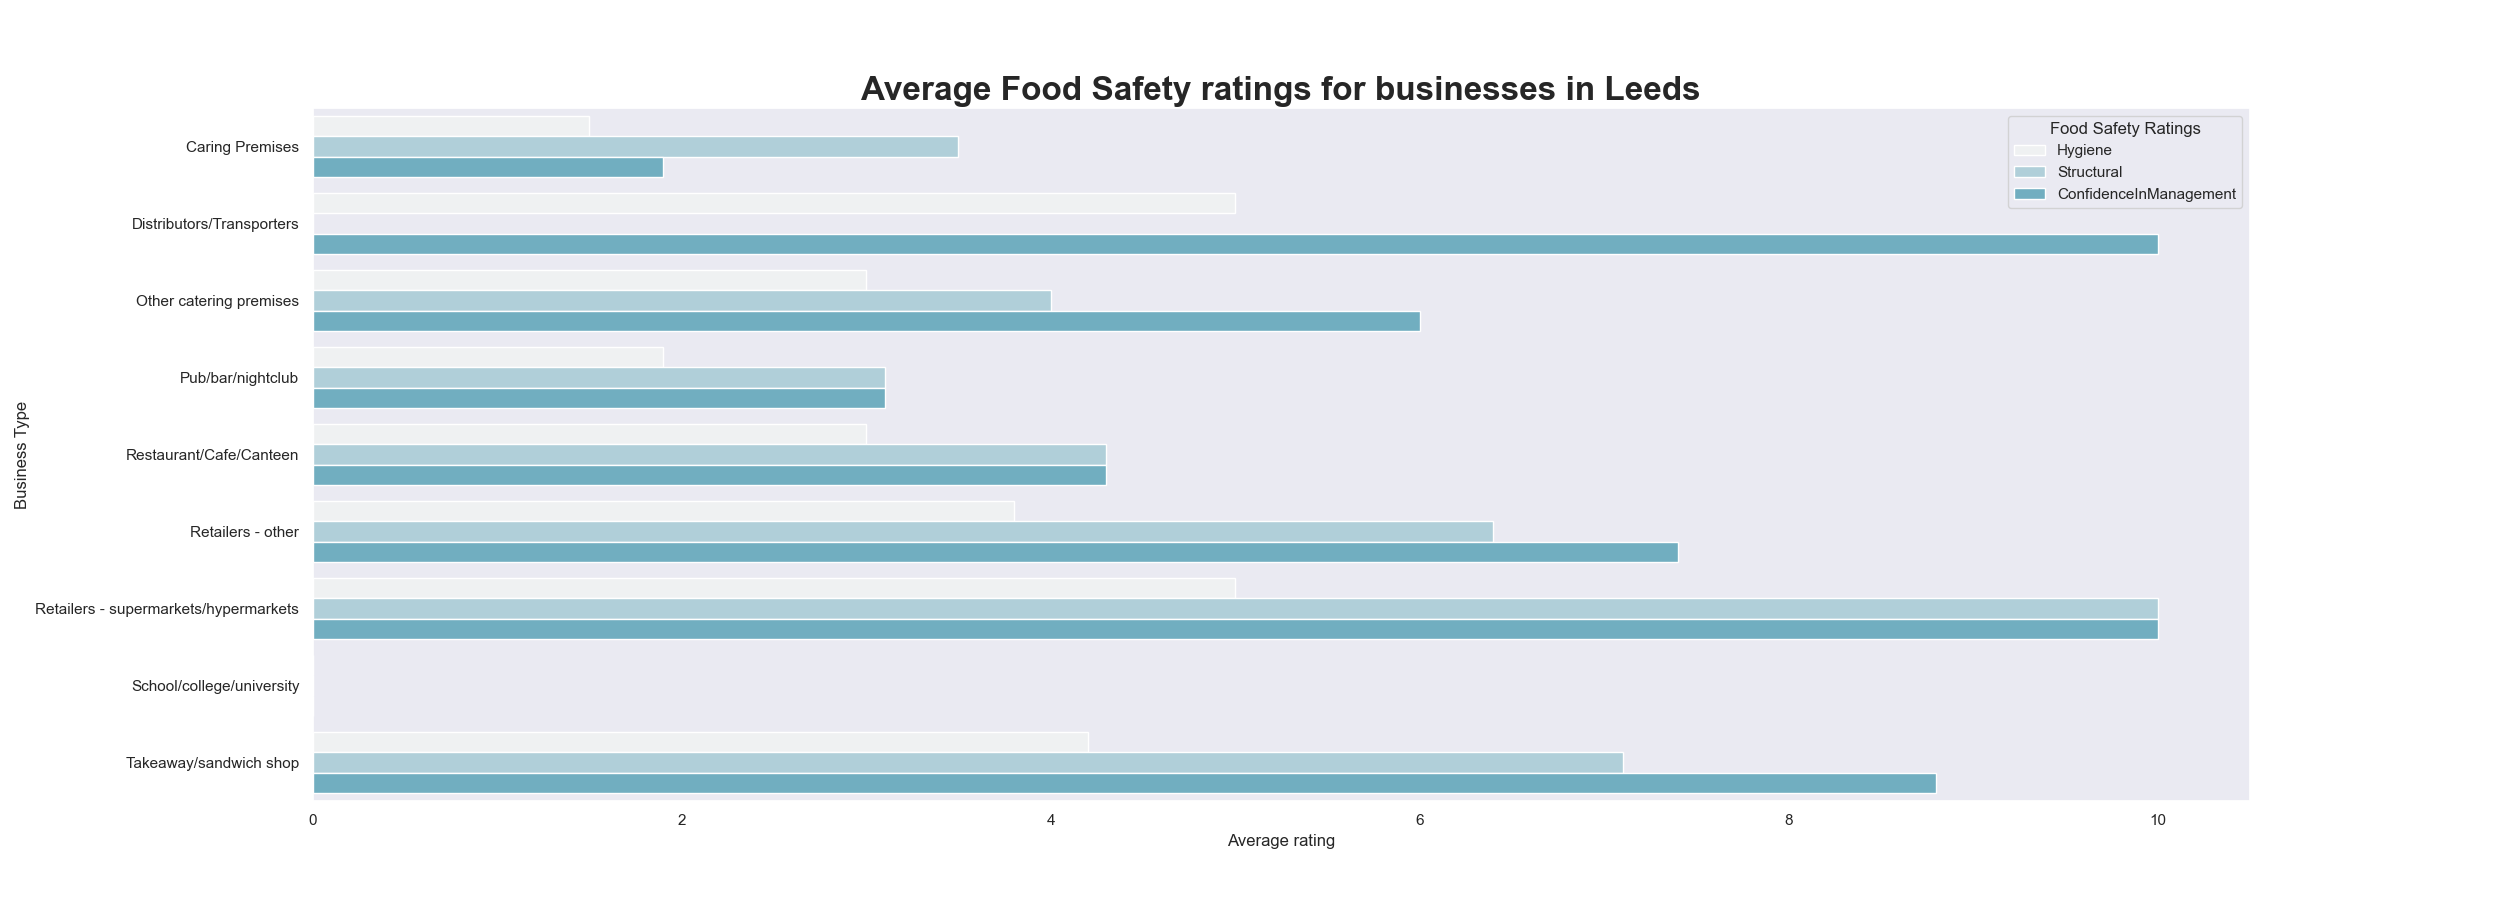 Average Food Safety ratings for businesses in Leeds
Food Safety Ratings
Hygiene
Structural
ConfidenceInManagement
Business Type
Caring Premises
Distributors/Transporters
Other catering premises
Pub/bar/nightclub
Restaurant/Cafe/Canteen
Retailers - other
Retailers - supermarkets/hypermarkets
School/college/university
Takeaway/sandwich shop
0 2 4 6 8 10
Average rating